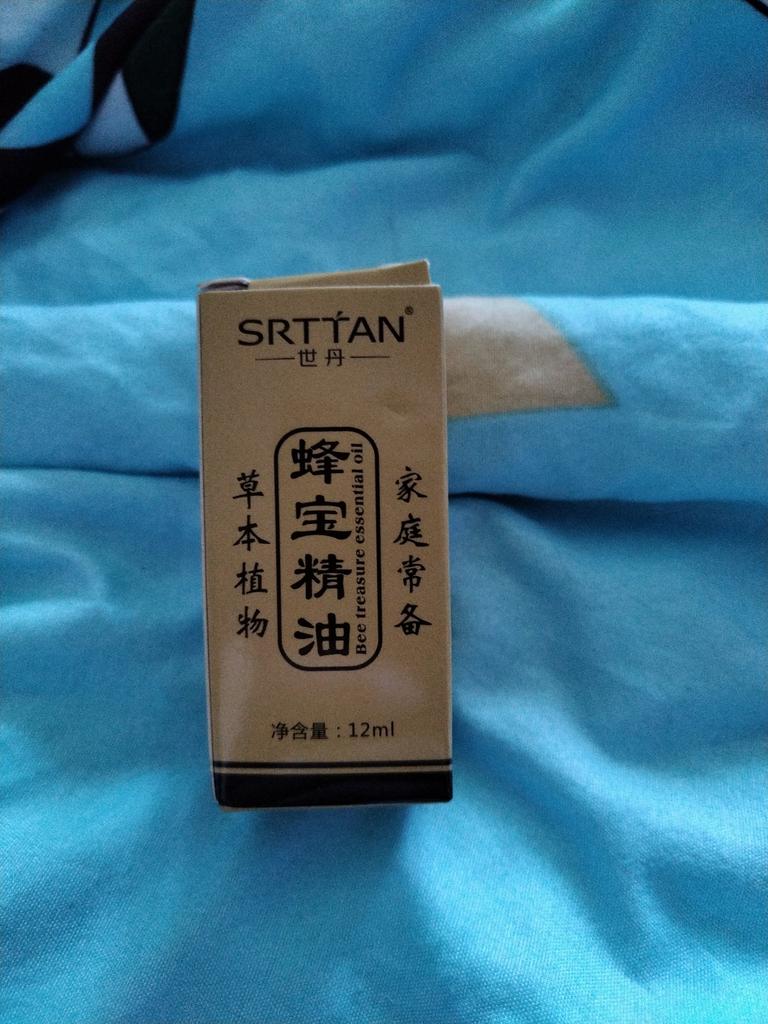 SRTTAN®
世丹
草本植物
蜂宝精油
Bee treasure essential oil
家庭常备
净含量：12ml